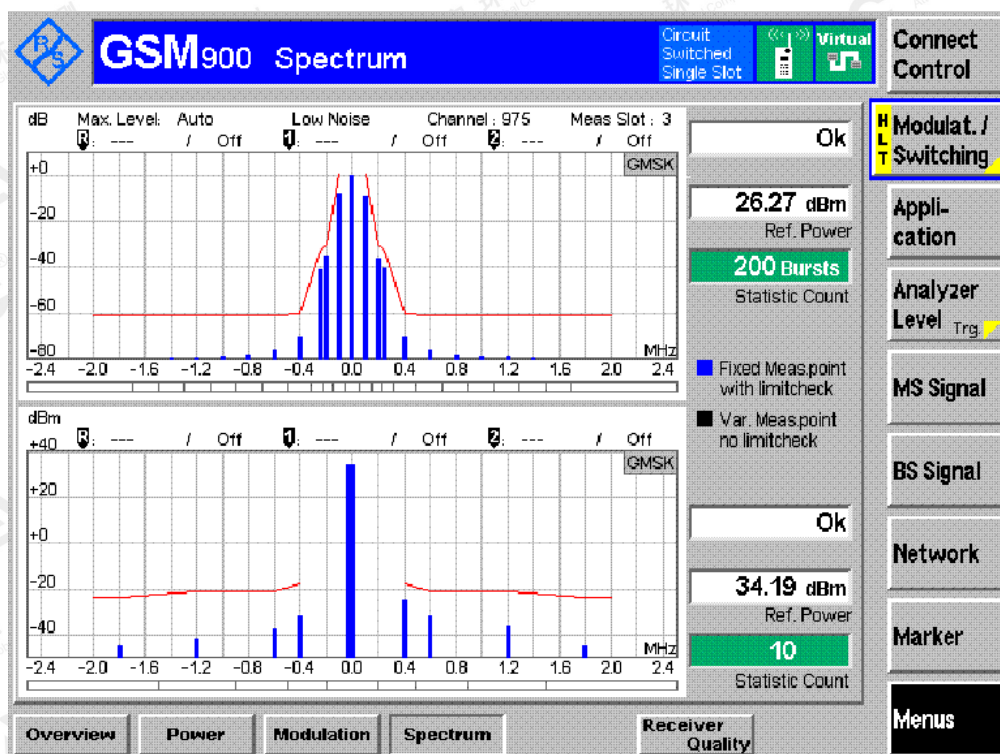 R&S
GSM900 Spectrum
Circuit
Switched
Single Slot
Virtual
Connect
Control
dB Max. Level: Auto Low Noise Channel : 975 Meas Slot : 3
R: --- / Off 1: --- / Off 2: --- / Off
GMSK
+0
-20
-40
-60
-80
MHz
-2.4 -2.0 -1.6 -1.2 -0.8 -0.4 0.0 0.4 0.8 1.2 1.6 2.0 2.4
Ok
26.27 dBm
Ref. Power
200 Bursts
Statistic Count
Fixed Meas.point
with limitcheck
Var. Meas.point
no limitcheck
dBm
R: --- / Off 1: --- / Off 2: --- / Off
GMSK
+40
+20
+0
-20
-40
MHz
-2.4 -2.0 -1.6 -1.2 -0.8 -0.4 0.0 0.4 0.8 1.2 1.6 2.0 2.4
Ok
34.19 dBm
Ref. Power
10
Statistic Count
H
L
T
Modulat. /
Switching
Appli-
cation
Analyzer
Level Trg.
MS Signal
BS Signal
Network
Marker
Menus
Overview
Power
Modulation
Spectrum
Receiver
Quality